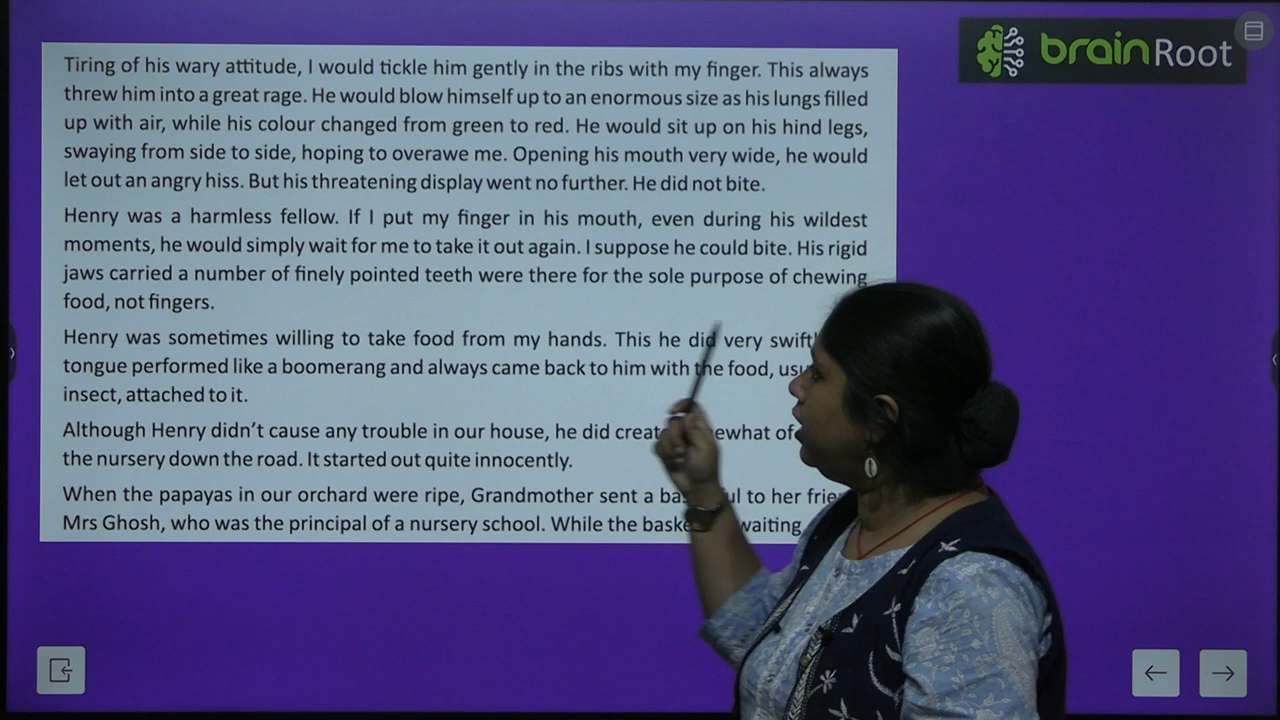 brainRoot
Tiring of his wary attitude, I would tickle him gently in the ribs with my finger. This always
threw him into a great rage. He would blow himself up to an enormous size as his lungs filled
up with air, while his colour changed from green to red. He would sit up on his hind legs,
swaying from side to side, hoping to overawe me. Opening his mouth very wide, he would
let out an angry hiss. But his threatening display went no further. He did not bite.
Henry was a harmless fellow. If I put my finger in his mouth, even during his wildest
moments, he would simply wait for me to take it out again. I suppose he could bite. His rigid
jaws carried a number of finely pointed teeth were there for the sole purpose of chewing
food, not fingers.
Henry was sometimes willing to take food from my hands. This he did very
tongue performed like a boomerang and always came back to him with the food,
insect, attached to it.
Although Henry didn't cause any trouble in our house, he did of
the nursery down the road. It started out quite innocently.
When the papayas in our orchard were ripe, Grandmother sent a to her
Mrs Ghosh, who was the principal of a nursery school. While the waiting